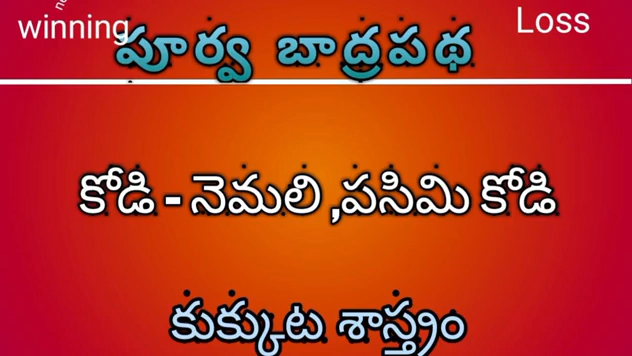 winning Loss
పూర్వ బాద్రపథ
కోడి - నెమలి ,పసిమి కోడి
కుక్కుట శాస్త్రం